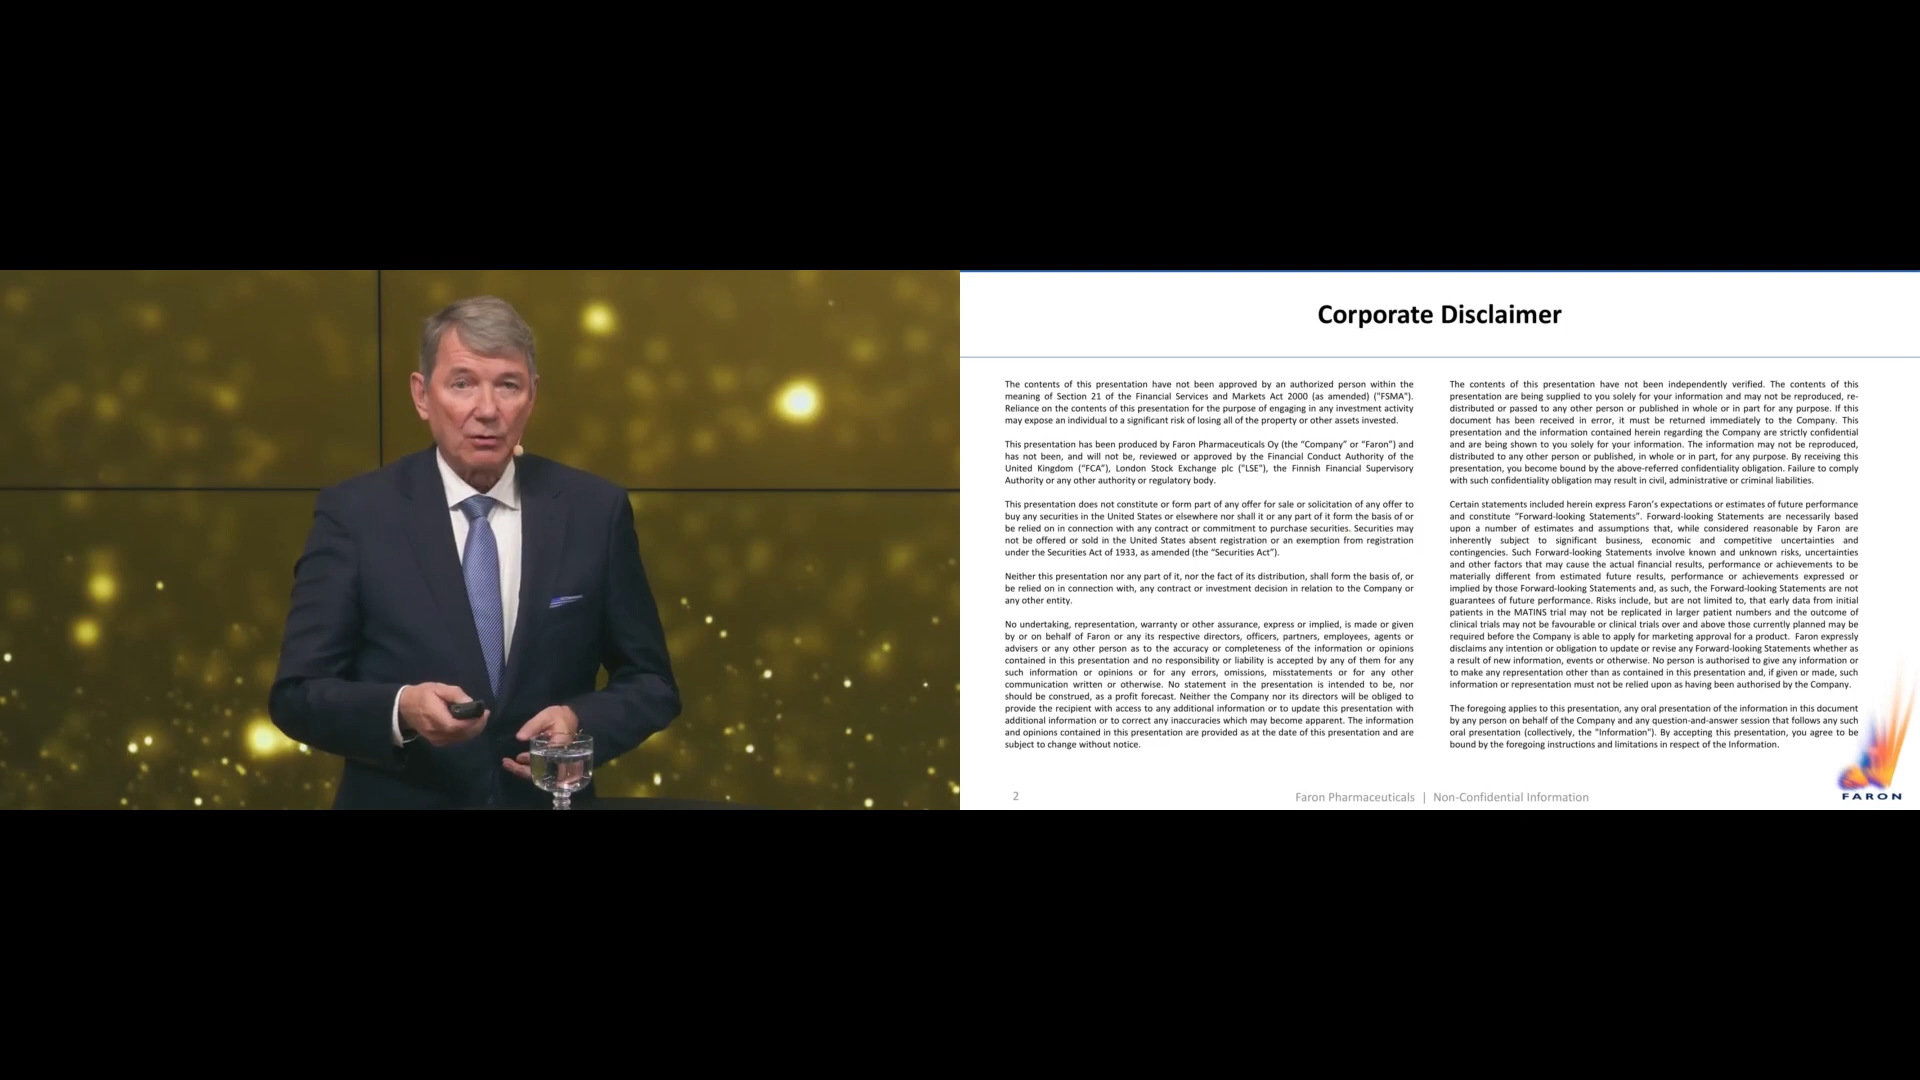 Corporate Disclaimer
The contents of this presentation have not been approved by an authorized person within the
meaning of Section 21 of the Financial Services and Markets Act 2000 (as amended) ("FSMA").
Reliance on the contents of this presentation for the purpose of engaging in any investment activity
may expose an individual to a significant risk of losing all of the property or other assets invested.
This presentation has been produced by Faron Pharmaceuticals Oy (the “Company” or “Faron”) and
has not been, and will not be, reviewed or approved by the Financial Conduct Authority of the
United Kingdom (“FCA”), London Stock Exchange plc ("LSE"), the Finnish Financial Supervisory
Authority or any other authority or regulatory body.
This presentation does not constitute or form part of any offer for sale or solicitation of any offer to
buy any securities in the United States or elsewhere nor shall it or any part of it form the basis of or
be relied on in connection with any contract or commitment to purchase securities. Securities may
not be offered or sold in the United States absent registration or an exemption from registration
under the Securities Act of 1933, as amended (the “Securities Act”).
Neither this presentation nor any part of it, nor the fact of its distribution, shall form the basis of, or
be relied on in connection with, any contract or investment decision in relation to the Company or
any other entity.
No undertaking, representation, warranty or other assurance, express or implied, is made or given
by or on behalf of Faron or any its respective directors, officers, partners, employees, agents or
advisers or any other person as to the accuracy or completeness of the information or opinions
contained in this presentation and no responsibility or liability is accepted by any of them for any
such information or opinions or for any errors, omissions, misstatements or for any other
communication written or otherwise. No statement in the presentation is intended to be, nor
should be construed, as a profit forecast. Neither the Company nor its directors will be obliged to
provide the recipient with access to any additional information or to update this presentation with
additional information or to correct any inaccuracies which may become apparent. The information
and opinions contained in this presentation are provided as at the date of this presentation and are
subject to change without notice.
The contents of this presentation have not been independently verified. The contents of this
presentation are being supplied to you solely for your information and may not be reproduced, re-
distributed or passed to any other person or published in whole or in part for any purpose. If this
document has been received in error, it must be returned immediately to the Company. This
presentation and the information contained herein regarding the Company are strictly confidential
and are being shown to you solely for your information. The information may not be reproduced,
distributed to any other person or published, in whole or in part, for any purpose. By receiving this
presentation, you become bound by the above-referred confidentiality obligation. Failure to comply
with such confidentiality obligation may result in civil, administrative or criminal liabilities.
Certain statements included herein express Faron’s expectations or estimates of future performance
and constitute “Forward-looking Statements”. Forward-looking Statements are necessarily based
upon a number of estimates and assumptions that, while considered reasonable by Faron are
inherently subject to significant business, economic and competitive uncertainties and
contingencies. Such Forward-looking Statements involve known and unknown risks, uncertainties
and other factors that may cause the actual financial results, performance or achievements to be
materially different from estimated future results, performance or achievements expressed or
implied by those Forward-looking Statements and, as such, the Forward-looking Statements are not
guarantees of future performance. Risks include, but are not limited to, that early data from initial
patients in the MATINS trial may not be replicated in larger patient numbers and the outcome of
clinical trials may not be favourable or clinical trials over and above those currently planned may be
required before the Company is able to apply for marketing approval for a product. Faron expressly
disclaims any intention or obligation to update or revise any Forward-looking Statements whether as
a result of new information, events or otherwise. No person is authorised to give any information or
to make any representation other than as contained in this presentation and, if given or made, such
information or representation must not be relied upon as having been authorised by the Company.
The foregoing applies to this presentation, any oral presentation of the information in this document
by any person on behalf of the Company and any question-and-answer session that follows any such
oral presentation (collectively, the "Information"). By accepting this presentation, you agree to be
bound by the foregoing instructions and limitations in respect of the Information.
2
Faron Pharmaceuticals | Non-Confidential Information
FARON